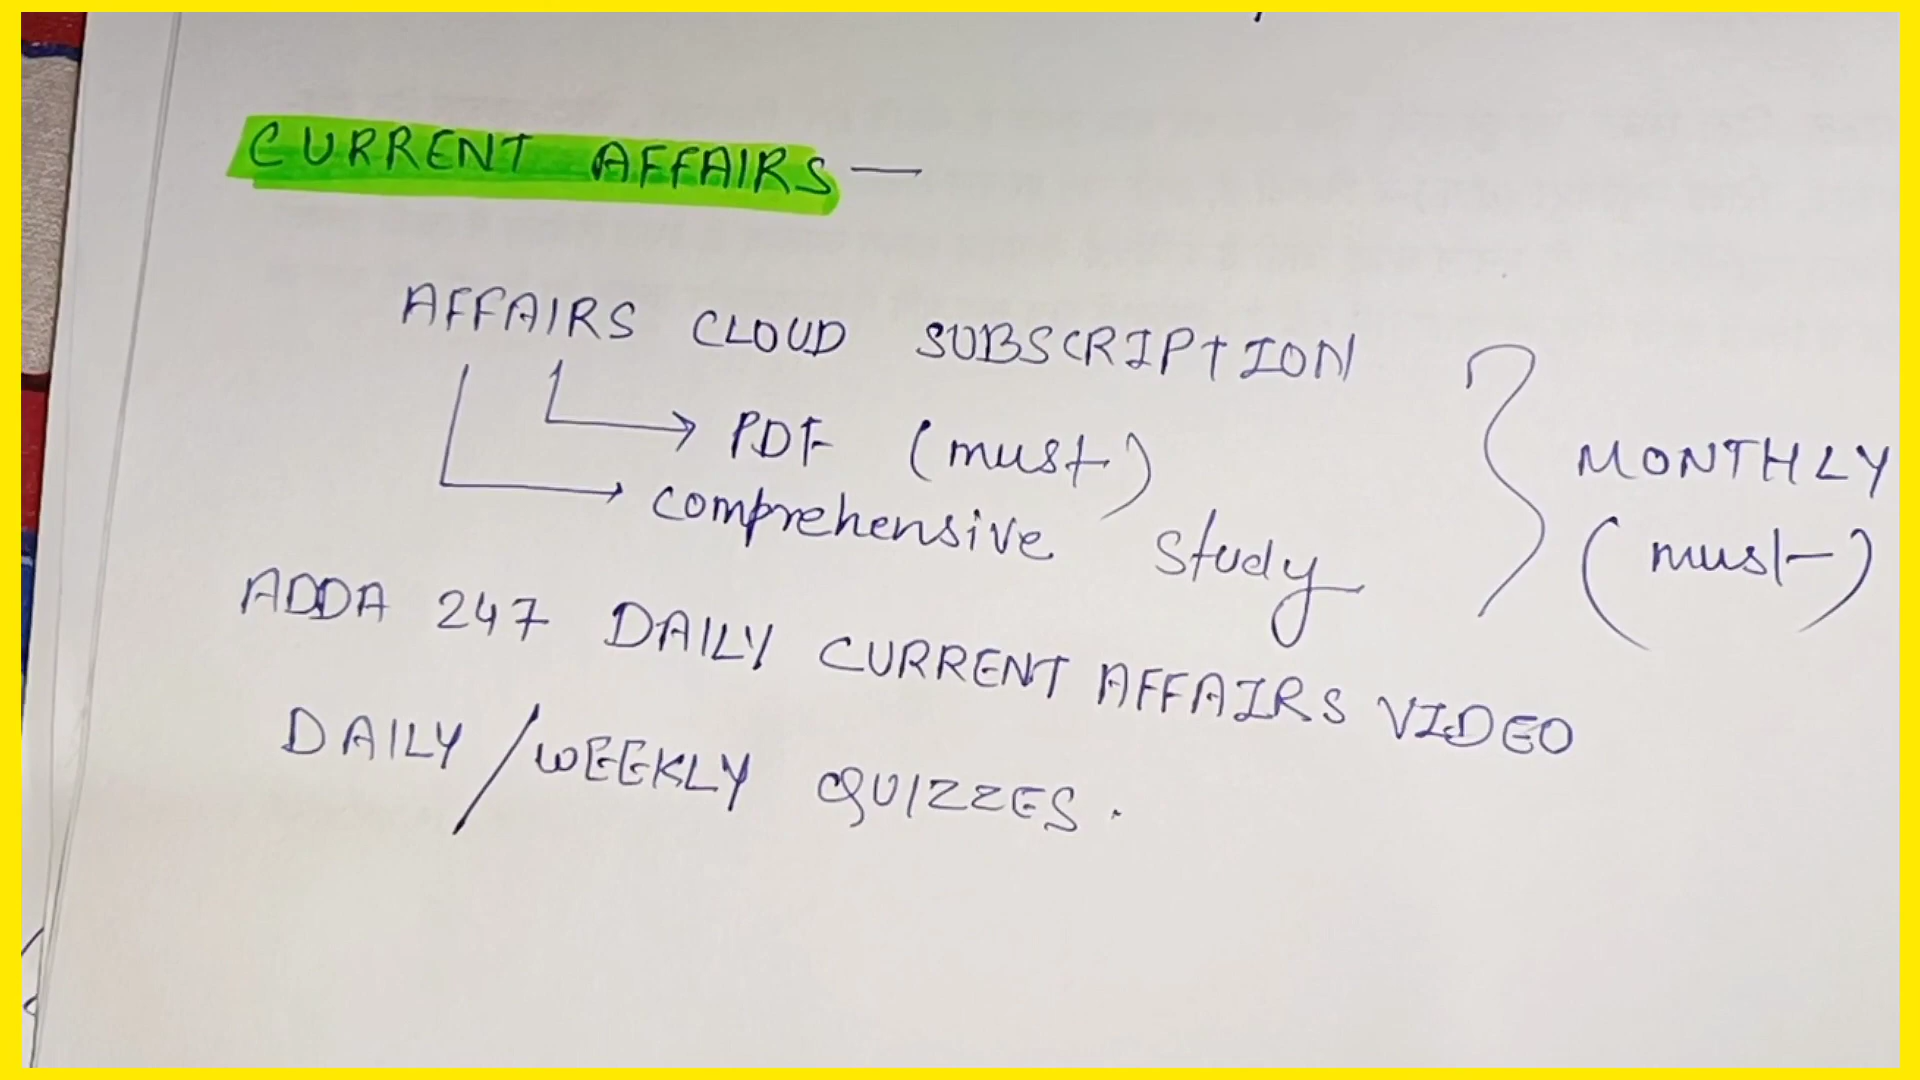 CURRENT AFFAIRS —
AFFAIRS CLOUD SUBSCRIPTION
PDF (must)
comprehensive study
MONTHLY
(must)
ADDA 247 DAILY CURRENT AFFAIRS VIDEO
DAILY / WEEKLY QUIZZES.